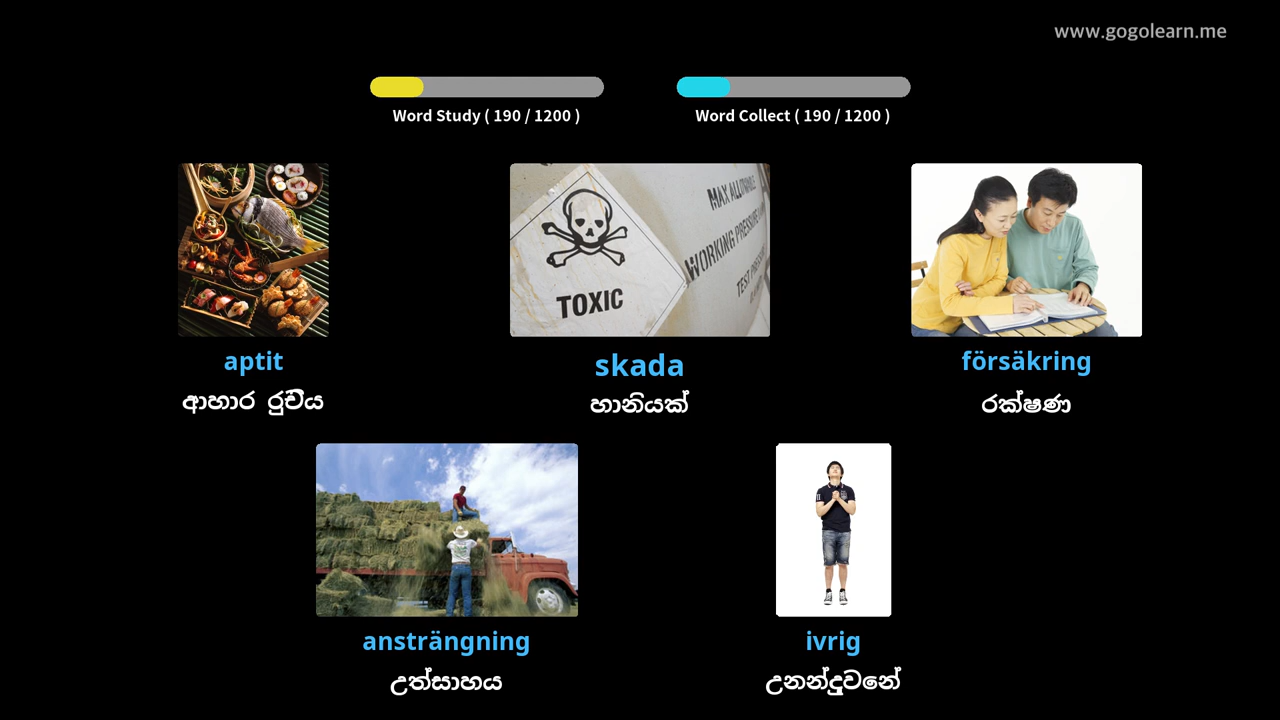 www.gogolearn.me
Word Study ( 190 / 1200 )
Word Collect ( 190 / 1200 )
TOXIC
MAX ALLOWABLE
WORKING PRESSURE
TEST
aptit
ආහාර රුචිය
skada
හානියක්
försäkring
රක්ෂණ
ansträngning
උත්සාහය
ivrig
උනන්දුවනේ